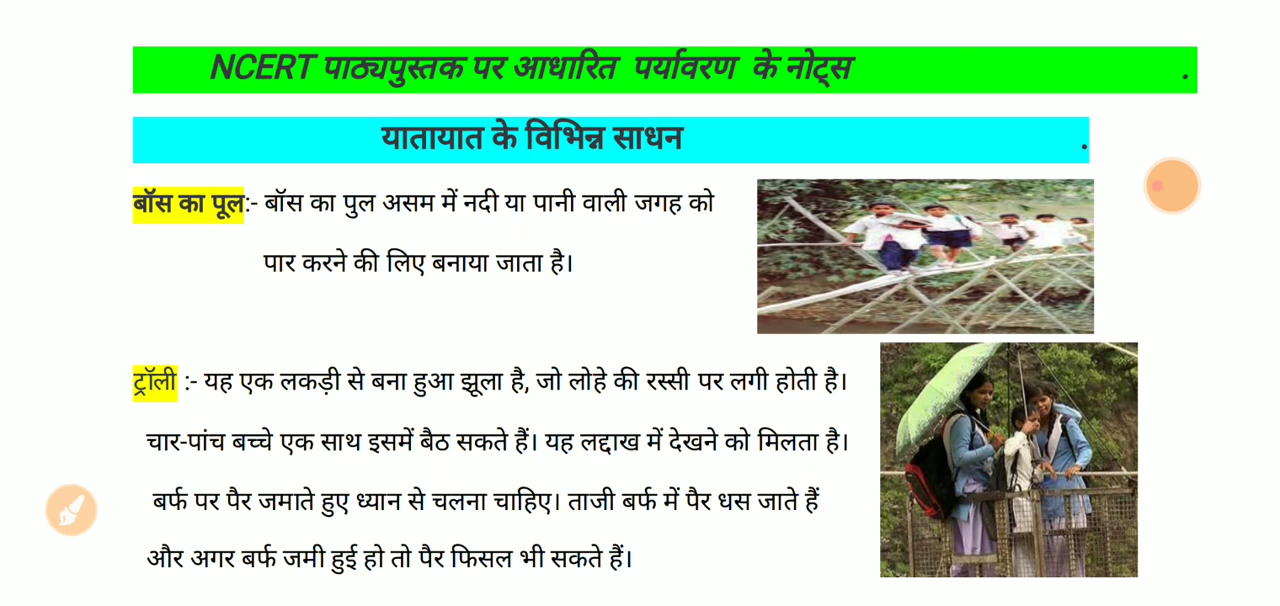 NCERT पाठ्यपुस्तक पर आधारित पर्यावरण के नोट्स .
यातायात के विभिन्न साधन .
बॉस का पूल:- बॉस का पुल असम में नदी या पानी वाली जगह को
पार करने की लिए बनाया जाता है।
ट्रॉली :- यह एक लकड़ी से बना हुआ झूला है, जो लोहे की रस्सी पर लगी होती है।
चार-पांच बच्चे एक साथ इसमें बैठ सकते हैं। यह लद्दाख में देखने को मिलता है।
बर्फ पर पैर जमाते हुए ध्यान से चलना चाहिए। ताजी बर्फ में पैर धस जाते हैं
और अगर बर्फ जमी हुई हो तो पैर फिसल भी सकते हैं।